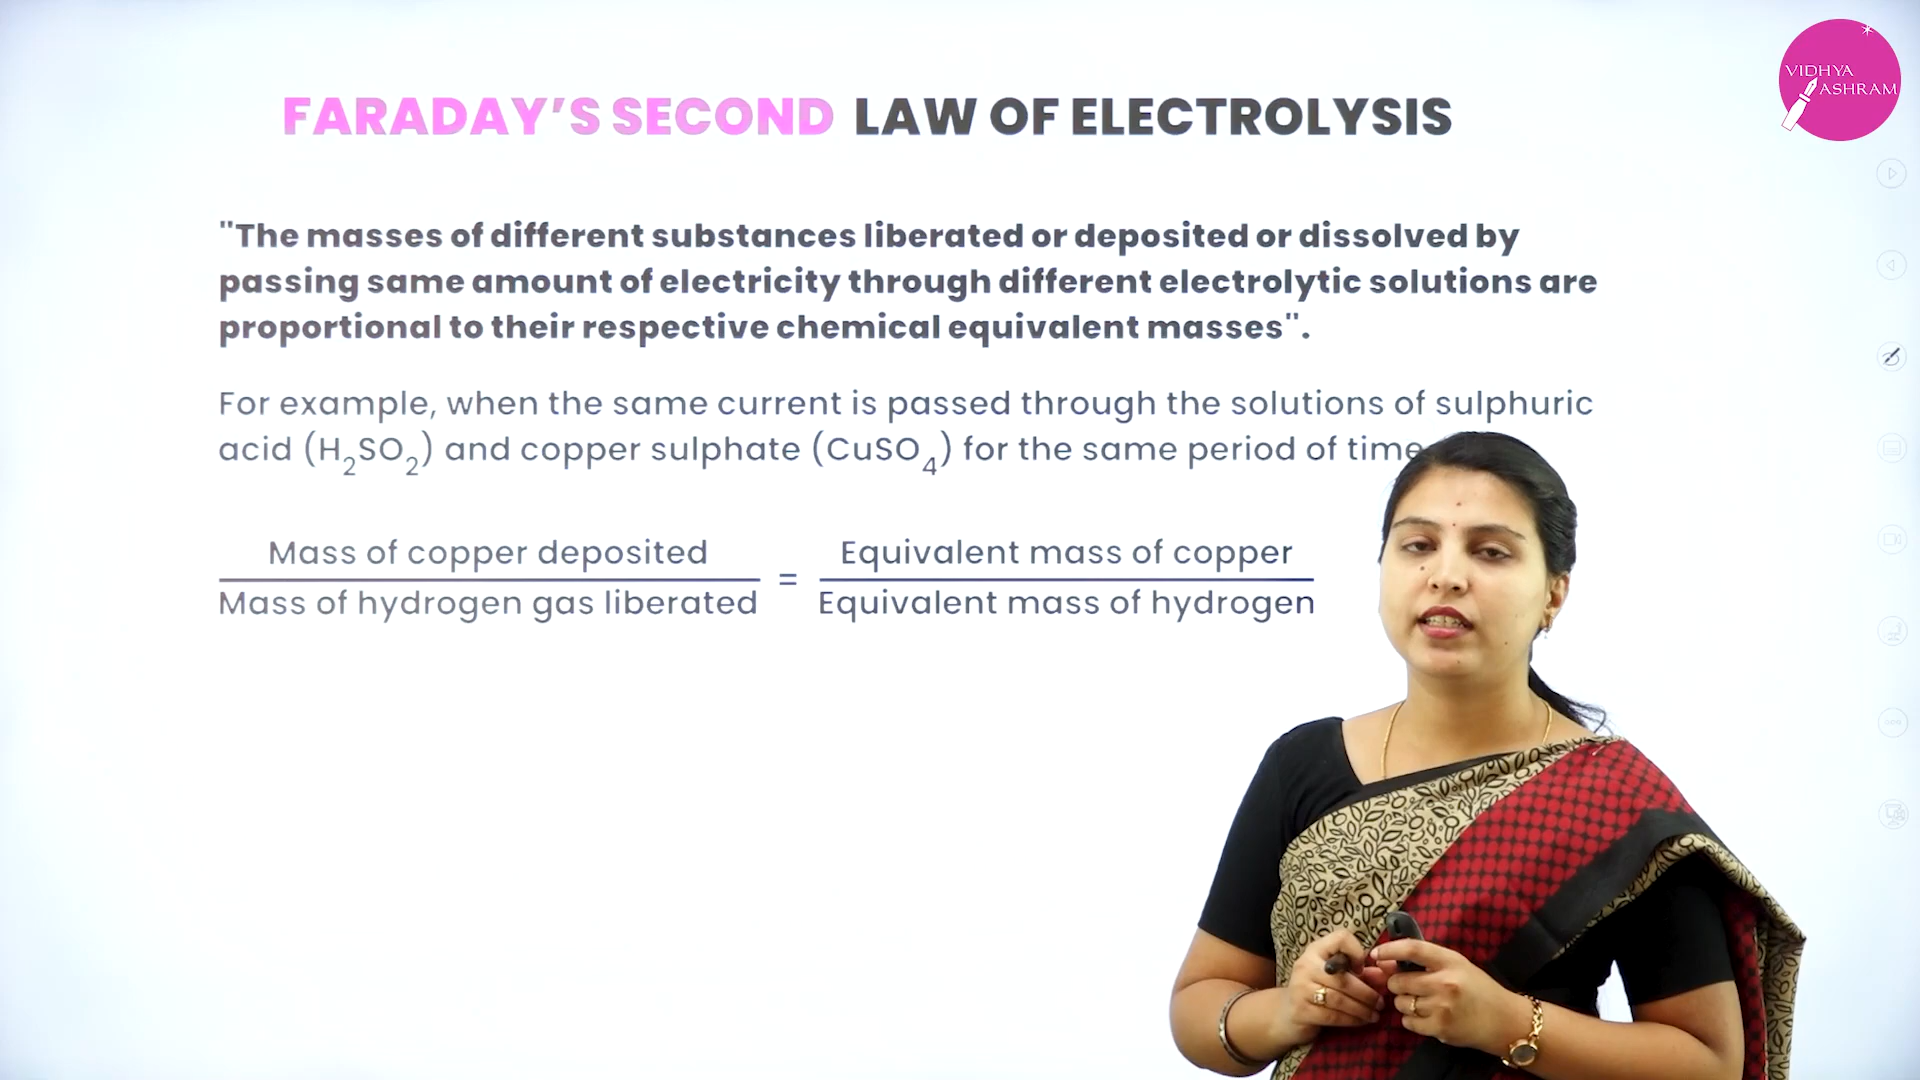 VIDHYA
ASHRAM
FARADAY’S SECOND LAW OF ELECTROLYSIS
"The masses of different substances liberated or deposited or dissolved by
passing same amount of electricity through different electrolytic solutions are
proportional to their respective chemical equivalent masses".
For example, when the same current is passed through the solutions of sulphuric
acid (H₂SO₂) and copper sulphate (CuSO₄) for the same period of time
Mass of copper deposited
Mass of hydrogen gas liberated
=
Equivalent mass of copper
Equivalent mass of hydrogen